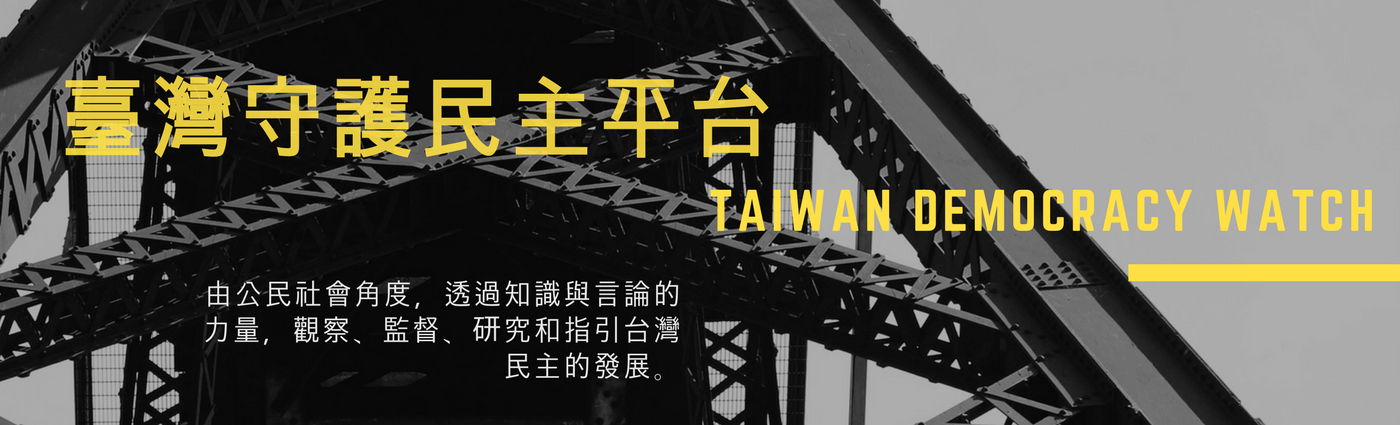 臺灣守護民主平台
TAIWAN DEMOCRACY WATCH
由公民社會角度，透過知識與言論的
力量，觀察、監督、研究和指引台灣
民主的發展。